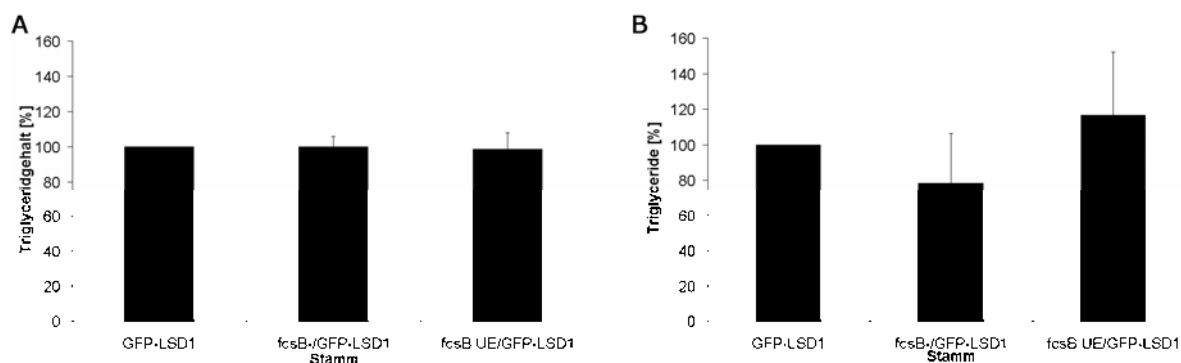 A
160
140
120
100
80
60
40
20
0
Triglyceridgehalt [%]
GFP-LSD1
fcsB-/GFP-LSD1
fcsB UE/GFP-LSD1
Stamm
B
160
140
120
100
80
60
40
20
0
Triglyceride [%]
GFP-LSD1
fcsB-/GFP-LSD1
fcsB UE/GFP-LSD1
Stamm